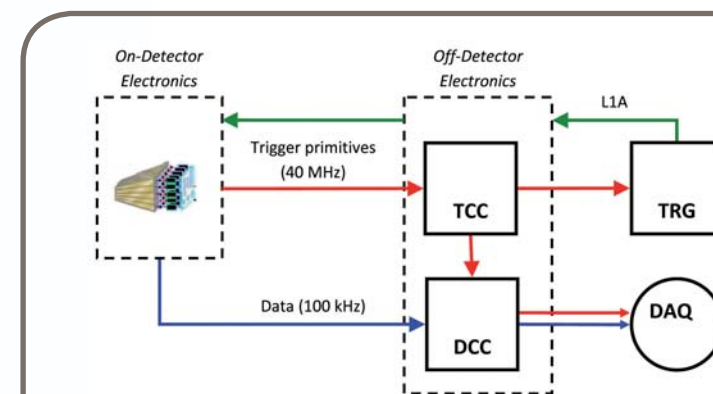 On-Detector
Electronics
Off-Detector
Electronics
L1A
Trigger primitives
(40 MHz)
TCC
TRG
Data (100 kHz)
DCC
DAQ